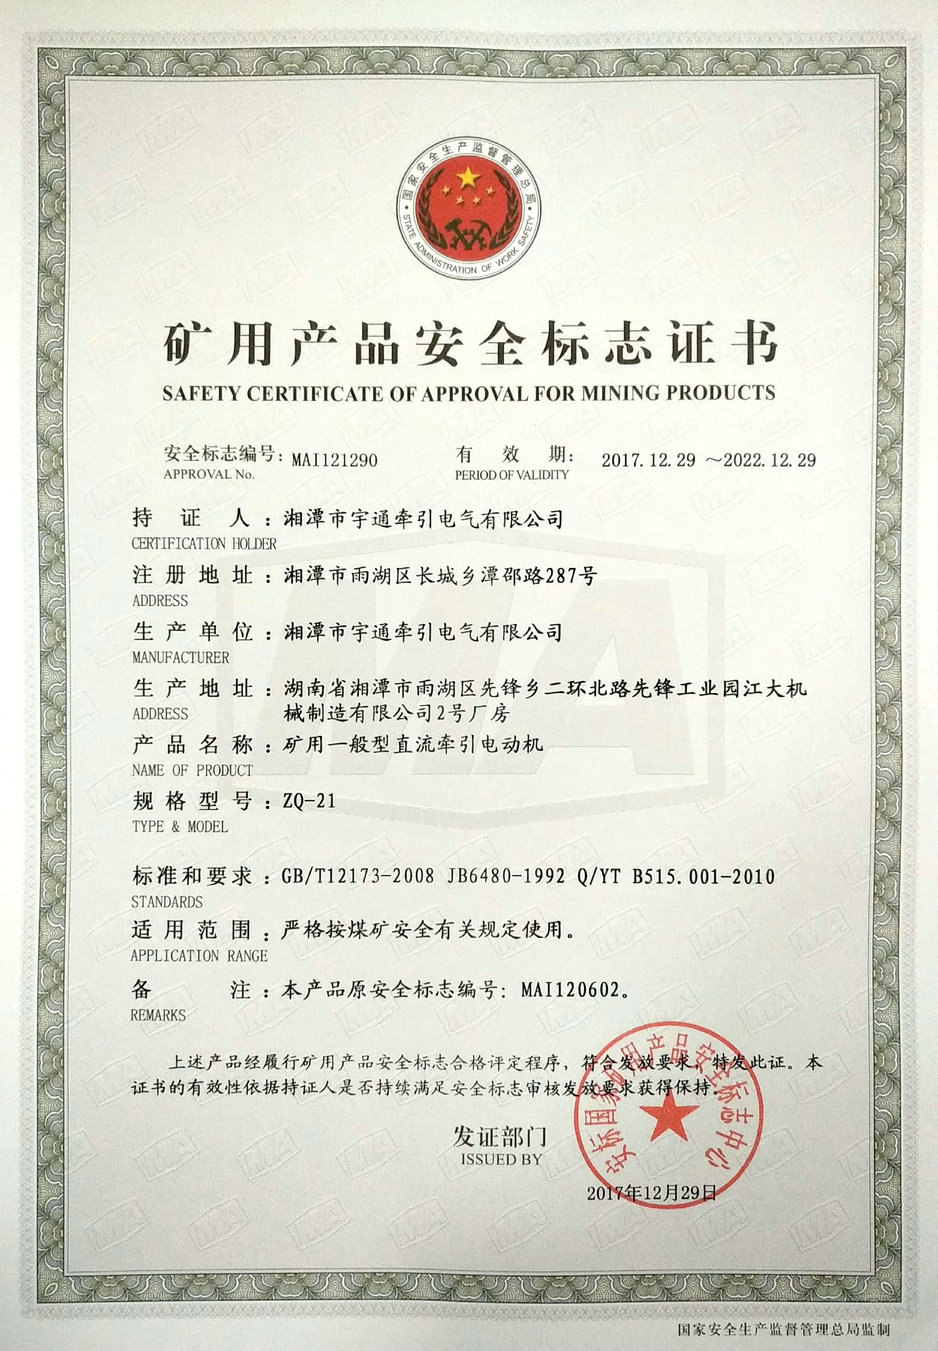 国家安全生产监督管理总局
STATE ADMINISTRATION OF WORK SAFETY
矿用产品安全标志证书
SAFETY CERTIFICATE OF APPROVAL FOR MINING PRODUCTS
安全标志编号: MAI121290 有效期: 2017.12.29 ～2022.12.29
APPROVAL No. PERIOD OF VALIDITY
持证人: 湘潭市宇通牵引电气有限公司
CERTIFICATION HOLDER
注册地址: 湘潭市雨湖区长城乡潭邵路287号
ADDRESS
生产单位: 湘潭市宇通牵引电气有限公司
MANUFACTURER
生产地址: 湖南省湘潭市雨湖区先锋乡二环北路先锋工业园江大机
ADDRESS 械制造有限公司2号厂房
产品名称: 矿用一般型直流牵引电动机
NAME OF PRODUCT
规格型号: ZQ-21
TYPE & MODEL
标准和要求: GB/T12173-2008 JB6480-1992 Q/YT B515.001-2010
STANDARDS
适用范围: 严格按煤矿安全有关规定使用。
APPLICATION RANGE
备注: 本产品原安全标志编号: MAI120602。
REMARKS
上述产品经履行矿用产品安全标志合格评定程序，符合发放要求，特发此证。本
证书的有效性依据持证人是否持续满足安全标志审核发放要求获得保持。
安标国家矿用产品安全标志中心
发证部门
ISSUED BY
2017年12月29日
国家安全生产监督管理总局监制
MA